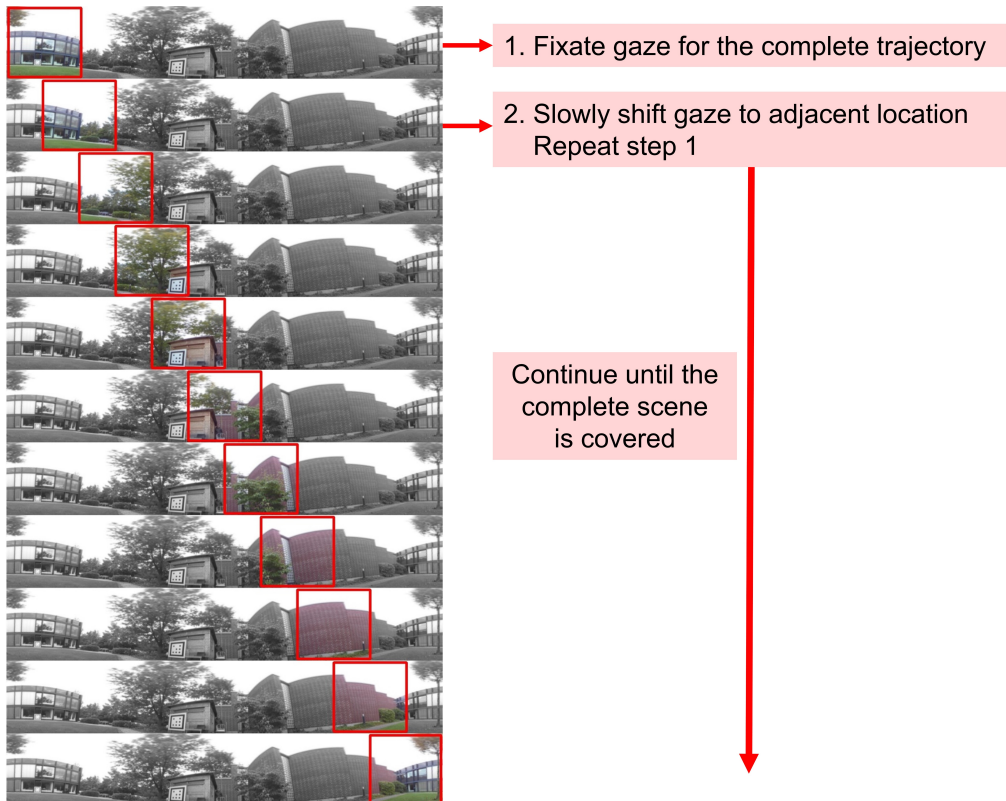 1. Fixate gaze for the complete trajectory
2. Slowly shift gaze to adjacent location
Repeat step 1
Continue until the
complete scene
is covered